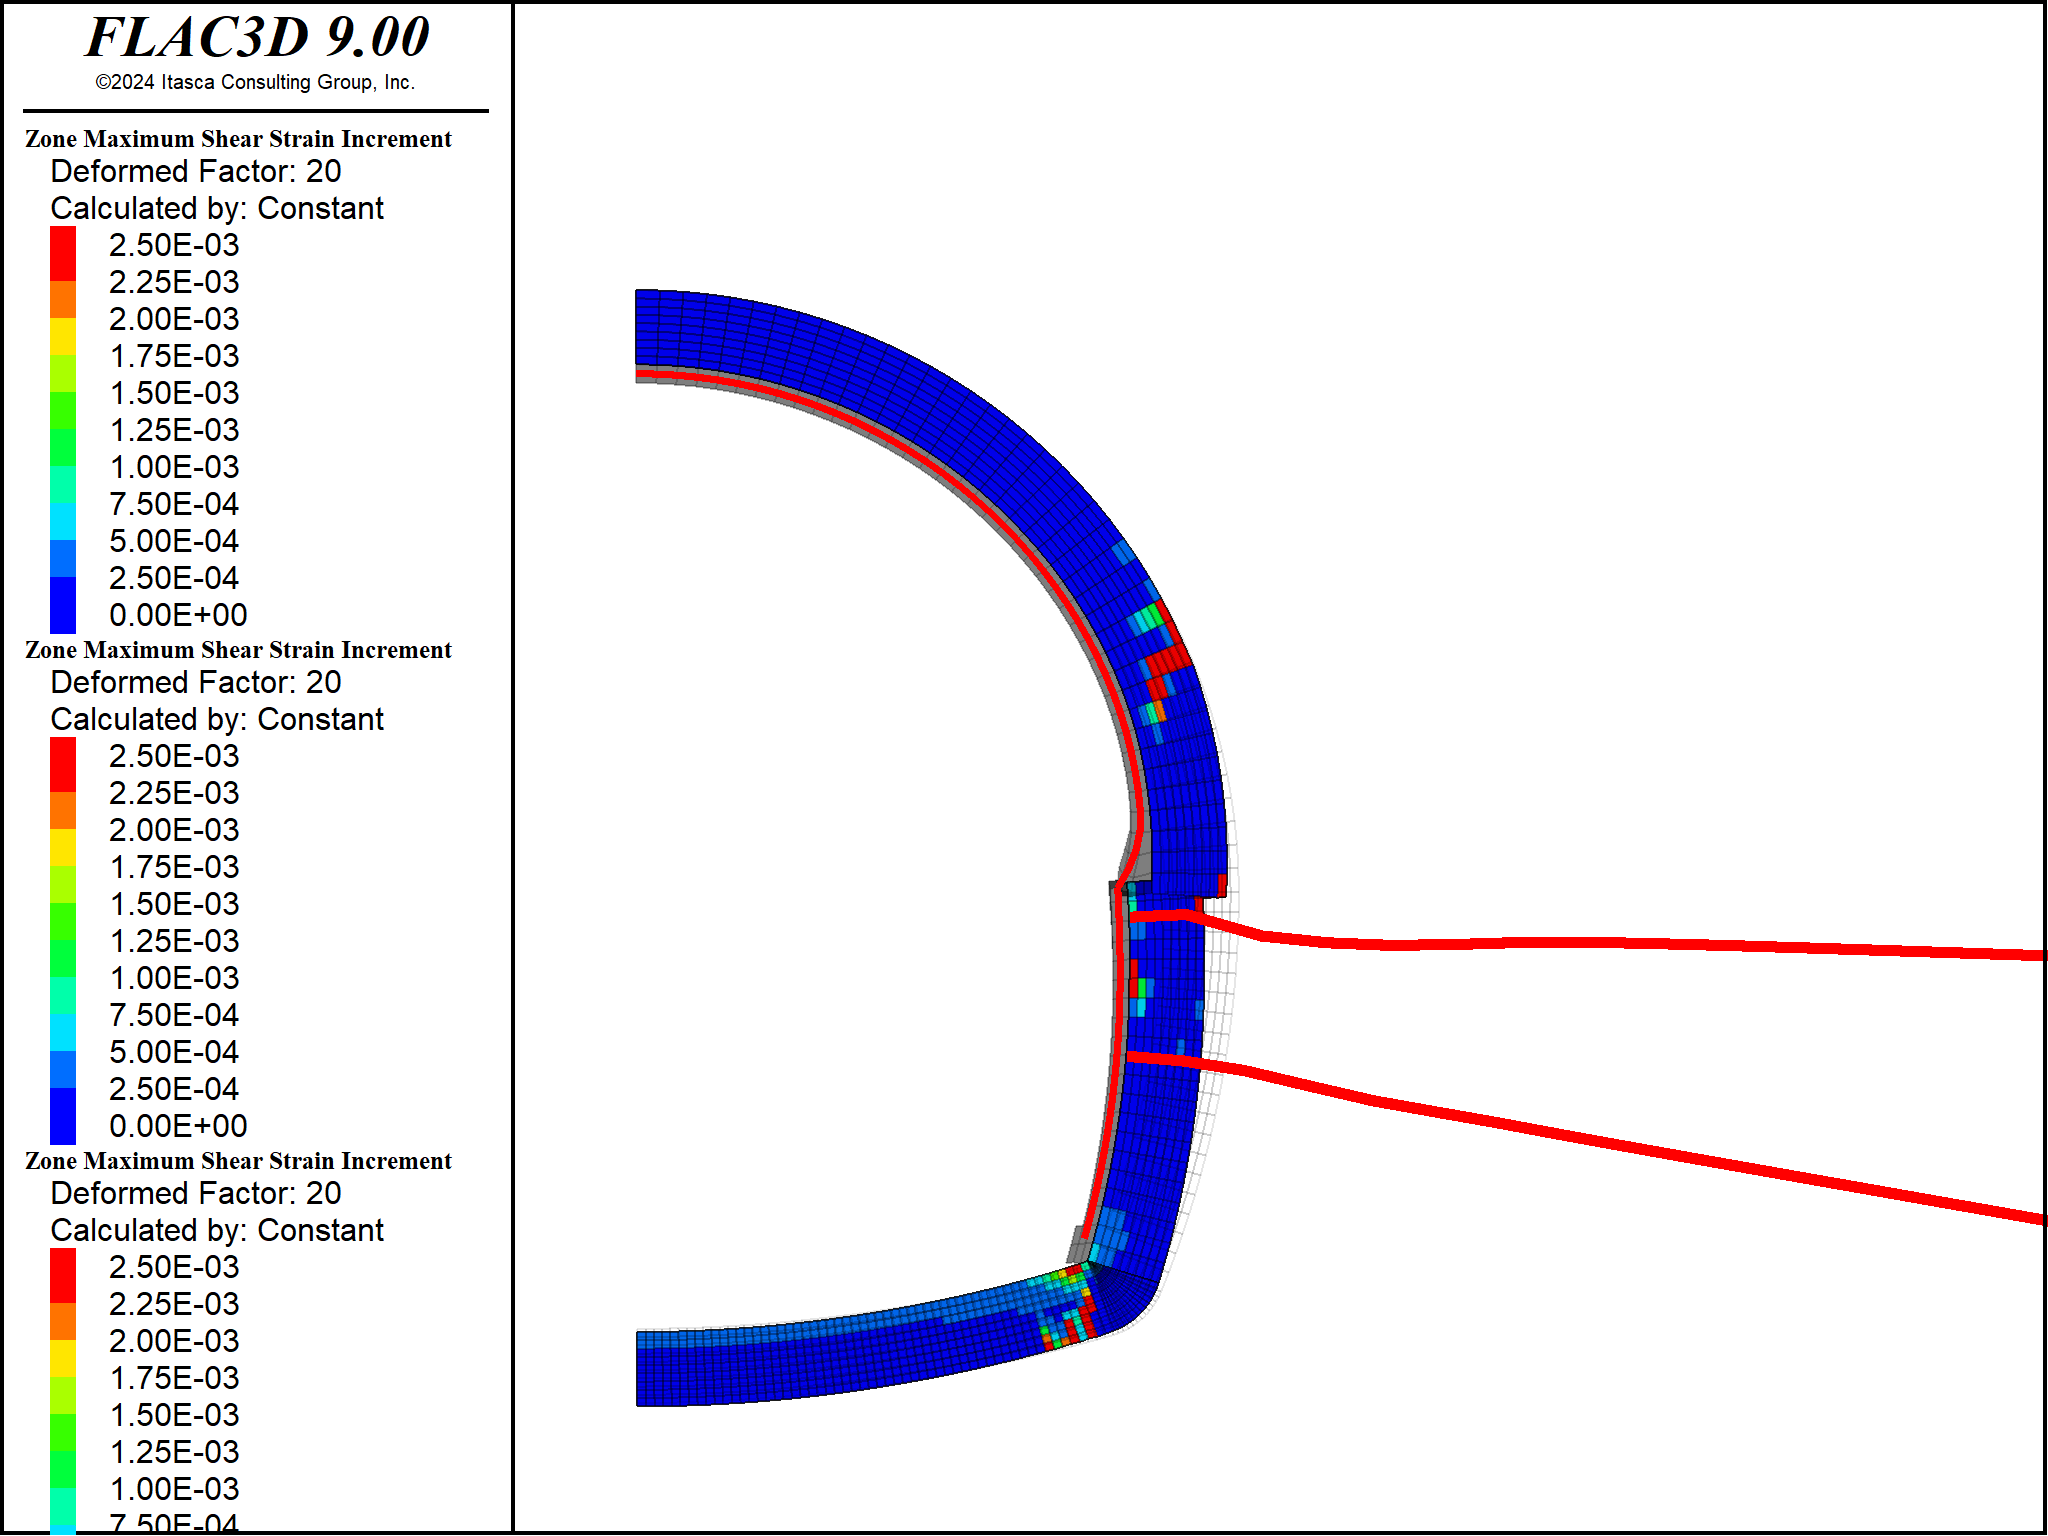 FLAC3D 9.00
©2024 Itasca Consulting Group, Inc.
Zone Maximum Shear Strain Increment
Deformed Factor: 20
Calculated by: Constant
2.50E-03
2.25E-03
2.00E-03
1.75E-03
1.50E-03
1.25E-03
1.00E-03
7.50E-04
5.00E-04
2.50E-04
0.00E+00
Zone Maximum Shear Strain Increment
Deformed Factor: 20
Calculated by: Constant
2.50E-03
2.25E-03
2.00E-03
1.75E-03
1.50E-03
1.25E-03
1.00E-03
7.50E-04
5.00E-04
2.50E-04
0.00E+00
Zone Maximum Shear Strain Increment
Deformed Factor: 20
Calculated by: Constant
2.50E-03
2.25E-03
2.00E-03
1.75E-03
1.50E-03
1.25E-03
1.00E-03
7.50E-04